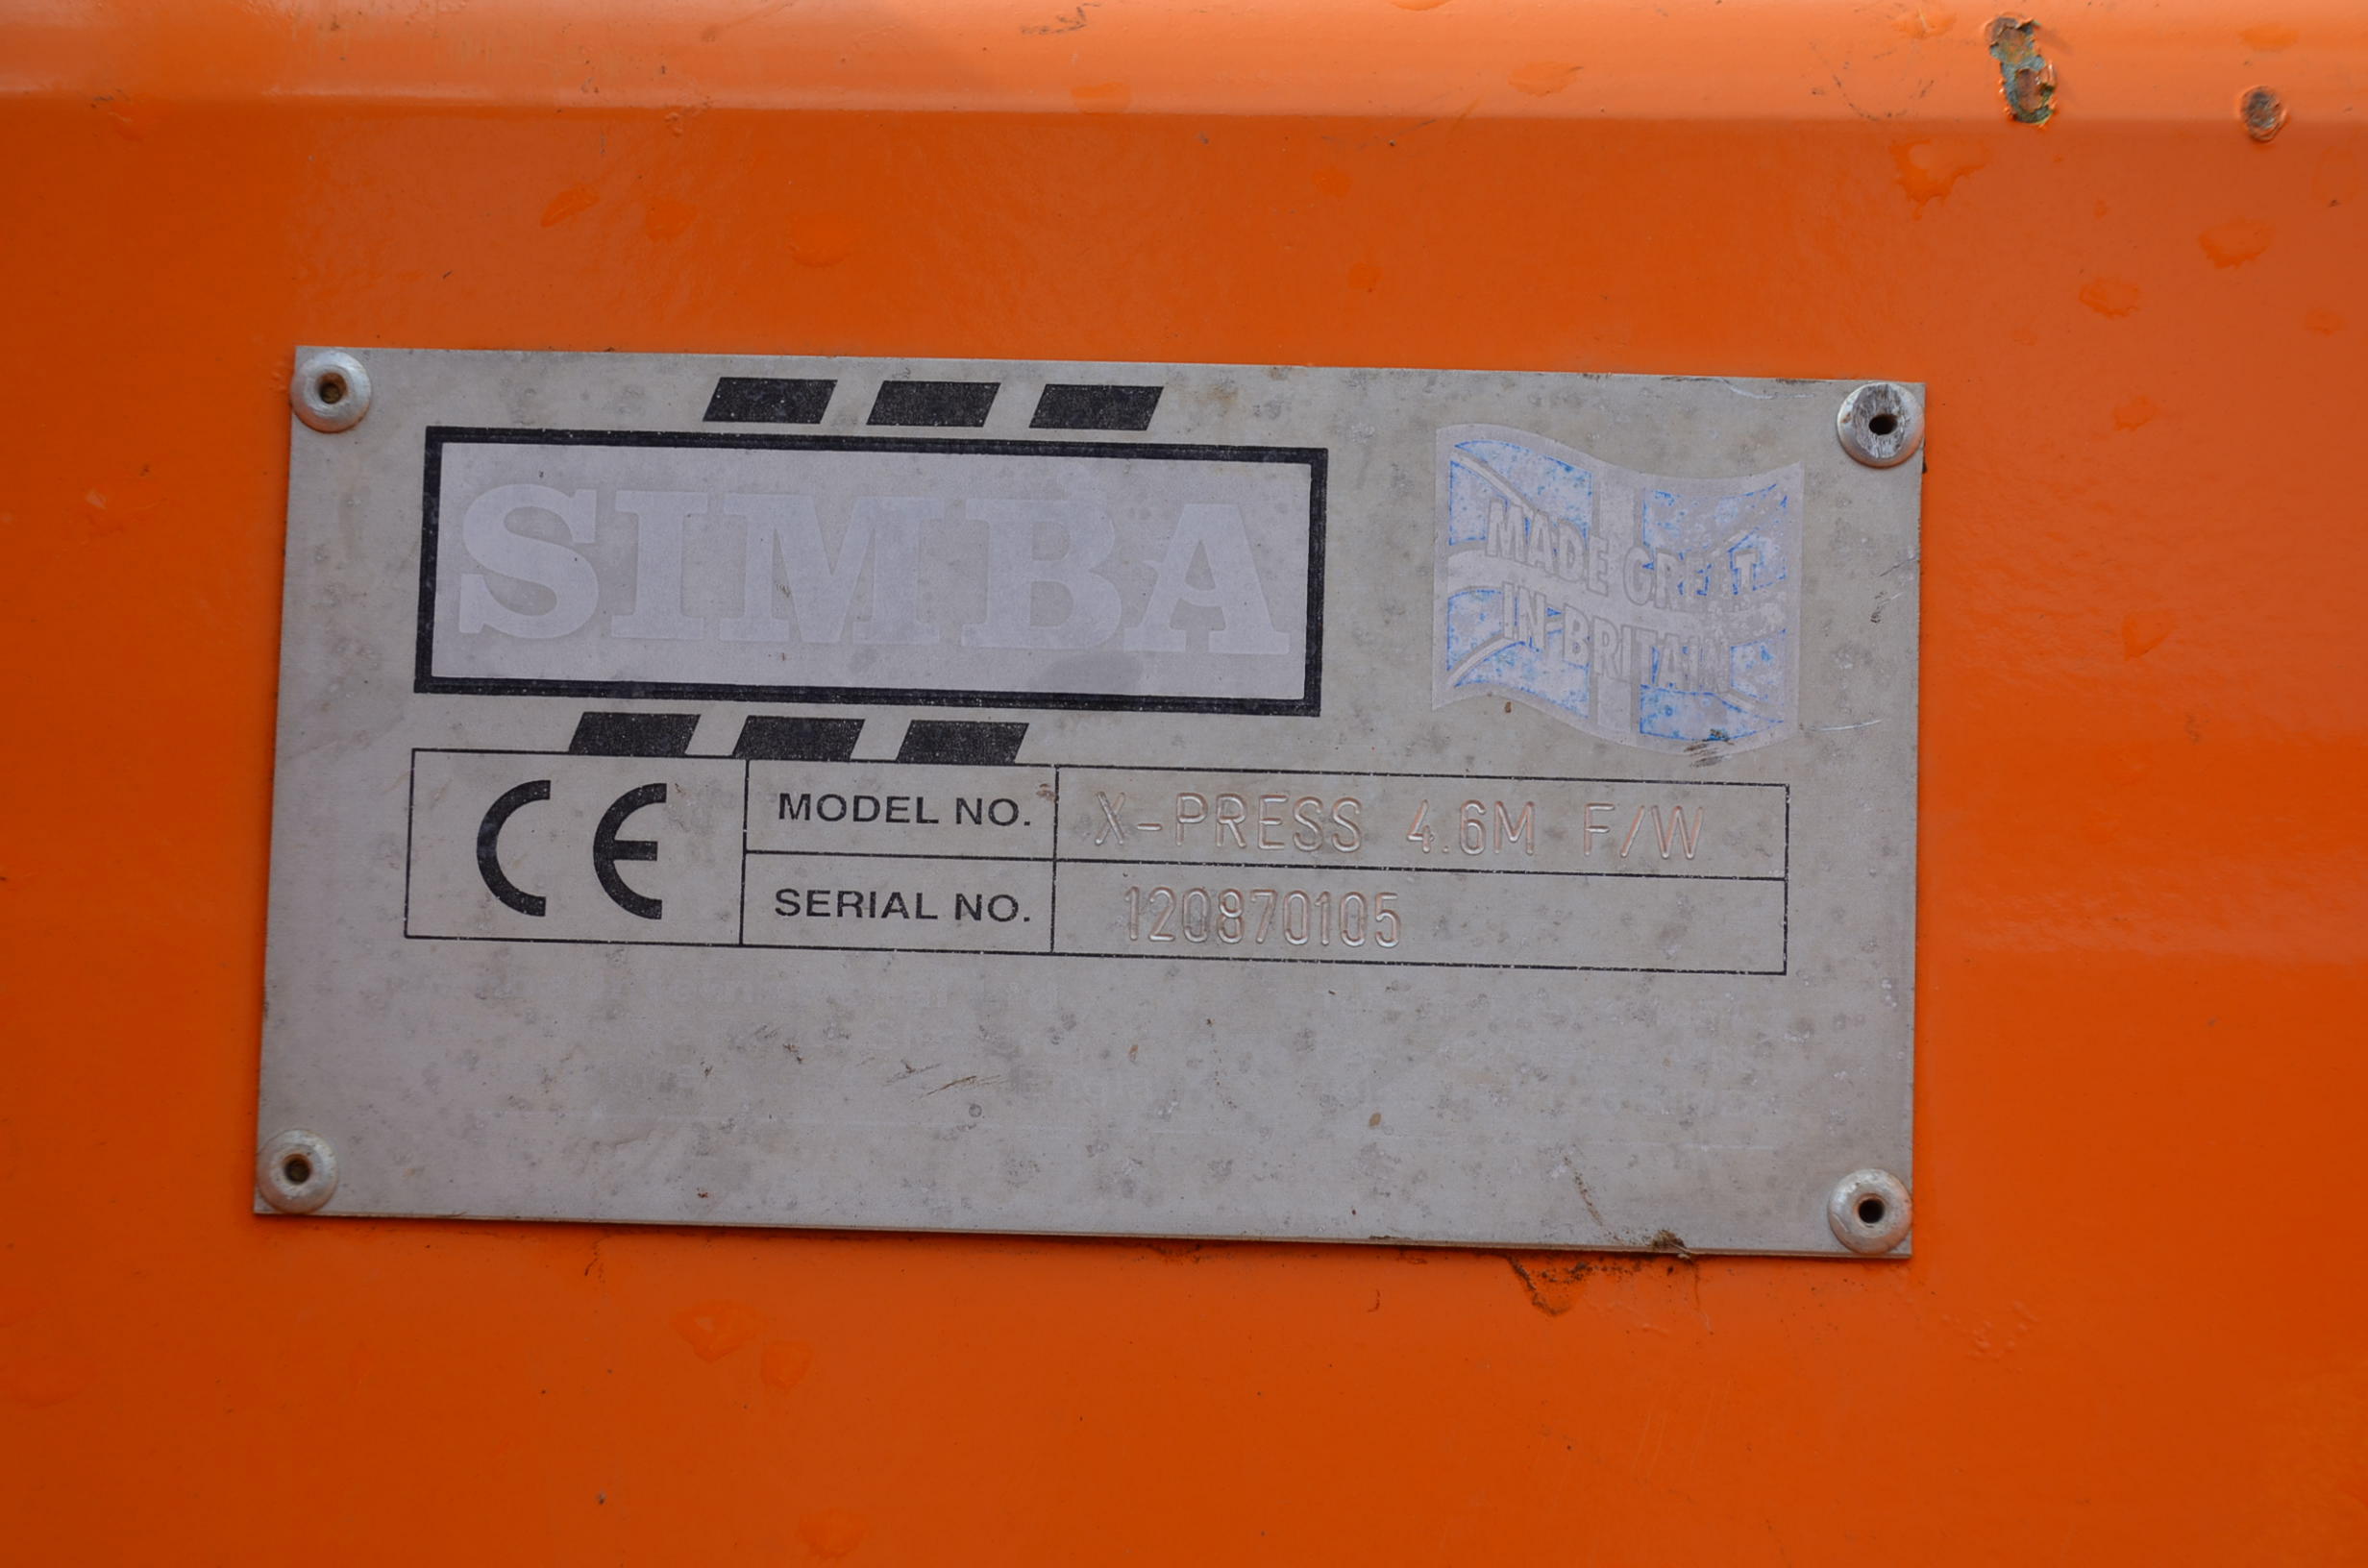 SIMBA
MADE GREAT
IN BRITAIN
CE
MODEL NO. X-PRESS 4.6M F/W
SERIAL NO. 120870105